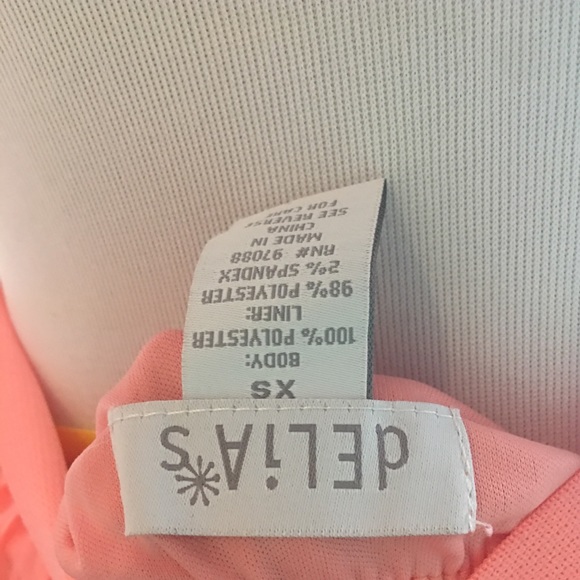 dELiA*S
XS
BODY:
100% POLYESTER
LINER:
98% POLYESTER
2% SPANDEX
RN# 97088
MADE IN
CHINA
SEE REVERSE
FOR CARE